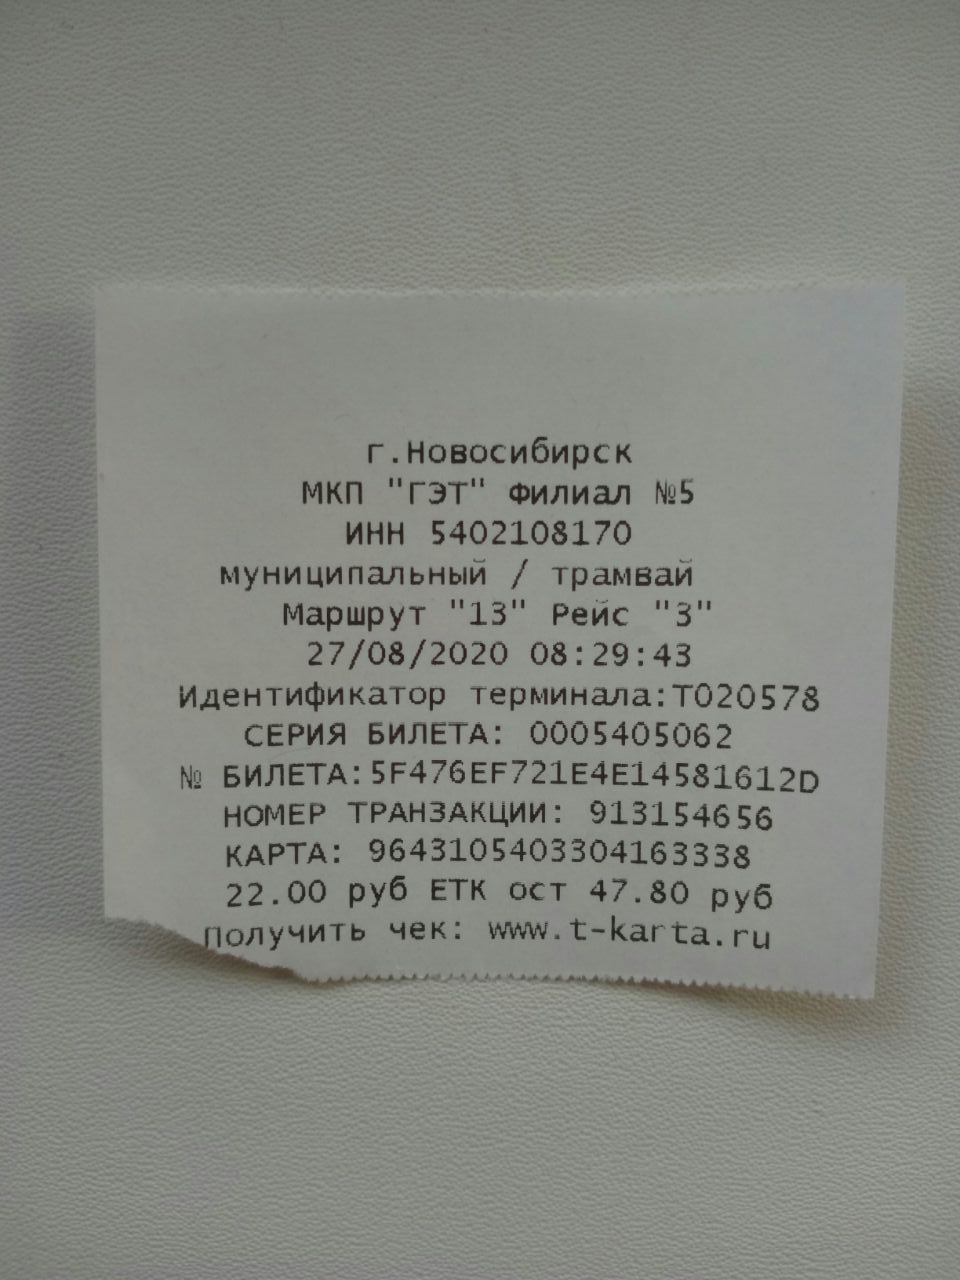 г.Новосибирск
МКП "ГЭТ" Филиал №5
ИНН 5402108170
муниципальный / трамвай
Маршрут "13" Рейс "3"
27/08/2020 08:29:43
Идентификатор терминала:T020578
СЕРИЯ БИЛЕТА: 0005405062
№ БИЛЕТА:5F476EF721E4E14581612D
НОМЕР ТРАНЗАКЦИИ: 913154656
КАРТА: 9643105403304163338
22.00 руб ЕТК ост 47.80 руб
Получить чек: www.t-karta.ru